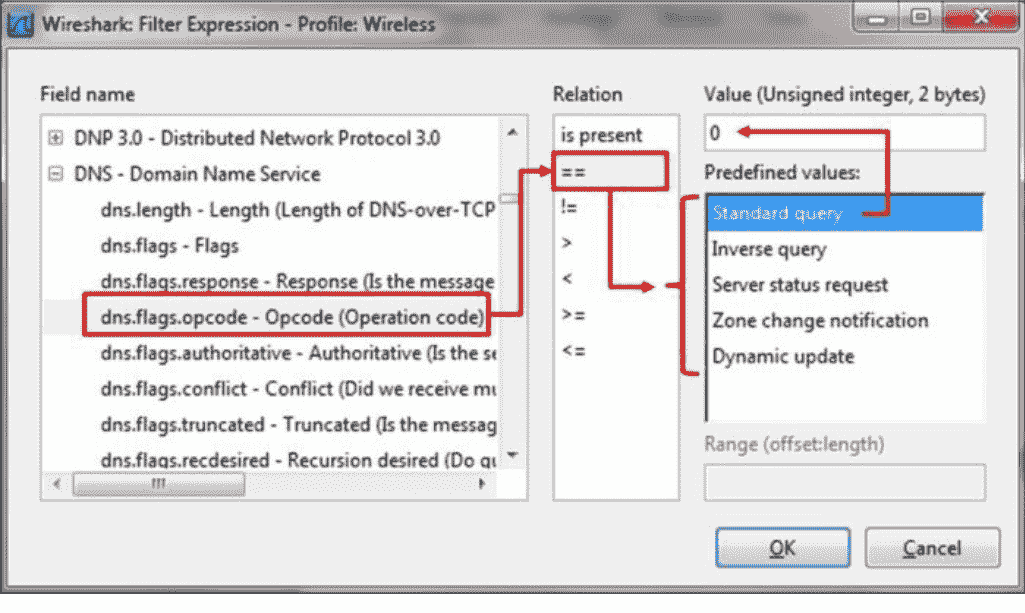 Wireshark: Filter Expression - Profile: Wireless
Field name
DNP 3.0 - Distributed Network Protocol 3.0
DNS - Domain Name Service
dns.length - Length (Length of DNS-over-TCP
dns.flags - Flags
dns.flags.response - Response (Is the message
dns.flags.opcode - Opcode (Operation code)
dns.flags.authoritative - Authoritative (Is the se
dns.flags.conflict - Conflict (Did we receive mu
dns.flags.truncated - Truncated (Is the messag
dns.flags.recdesired - Recursion desired (Do qu
Relation
is present
==
!=
>
<
>=
<=
Value (Unsigned integer, 2 bytes)
0
Predefined values:
Standard query
Inverse query
Server status request
Zone change notification
Dynamic update
Range (offset:length)
OK
Cancel